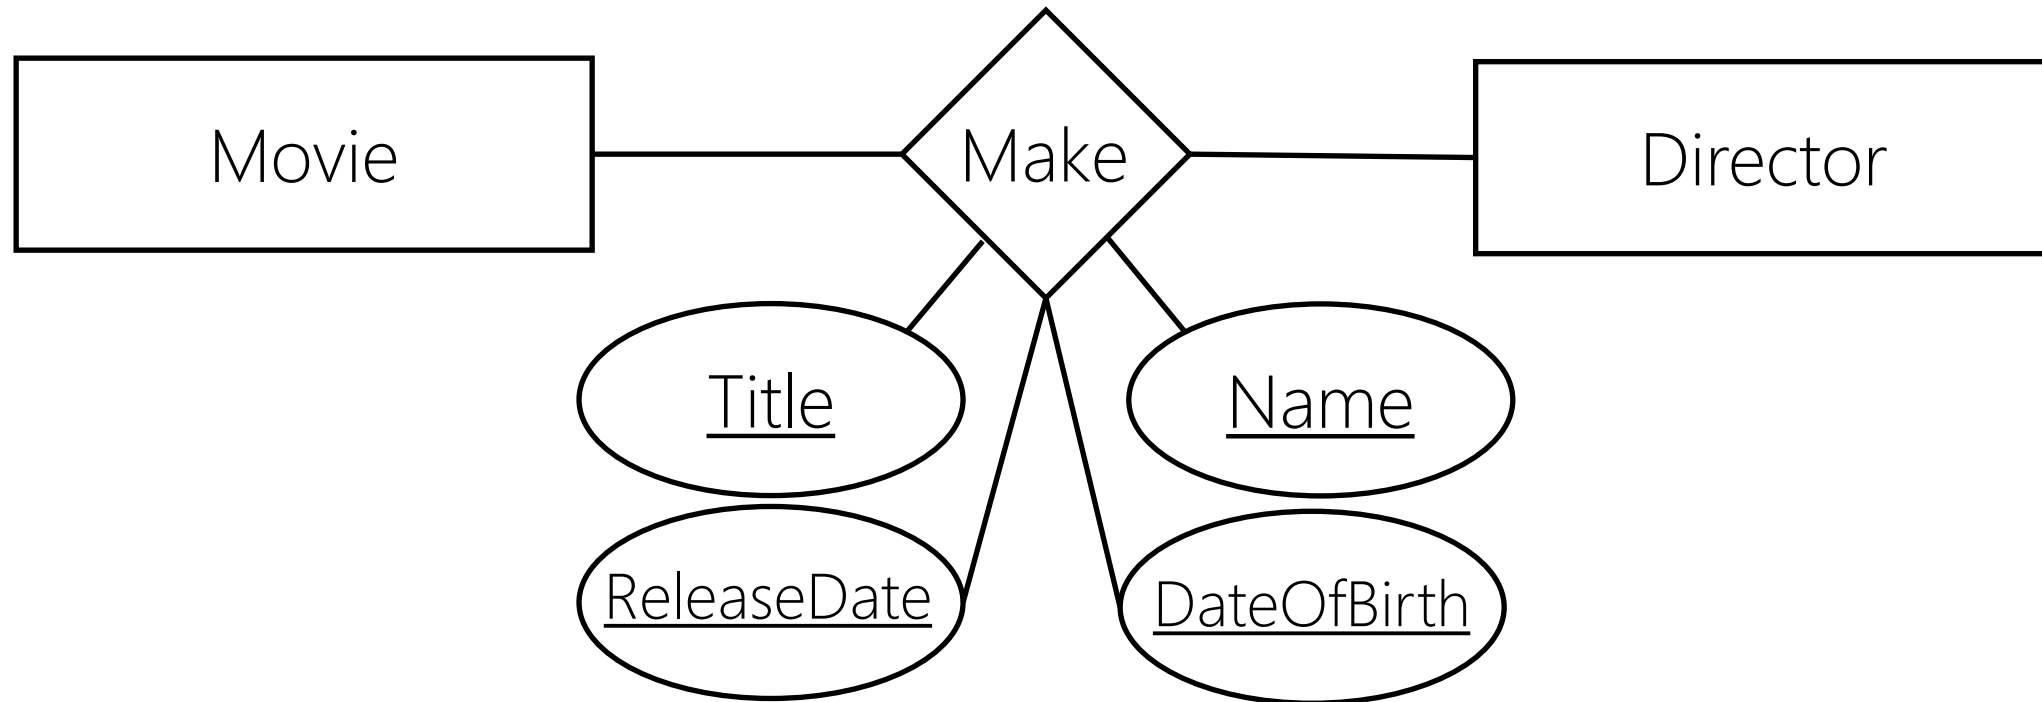 Movie
Make
Director
Title
Name
ReleaseDate
DateOfBirth